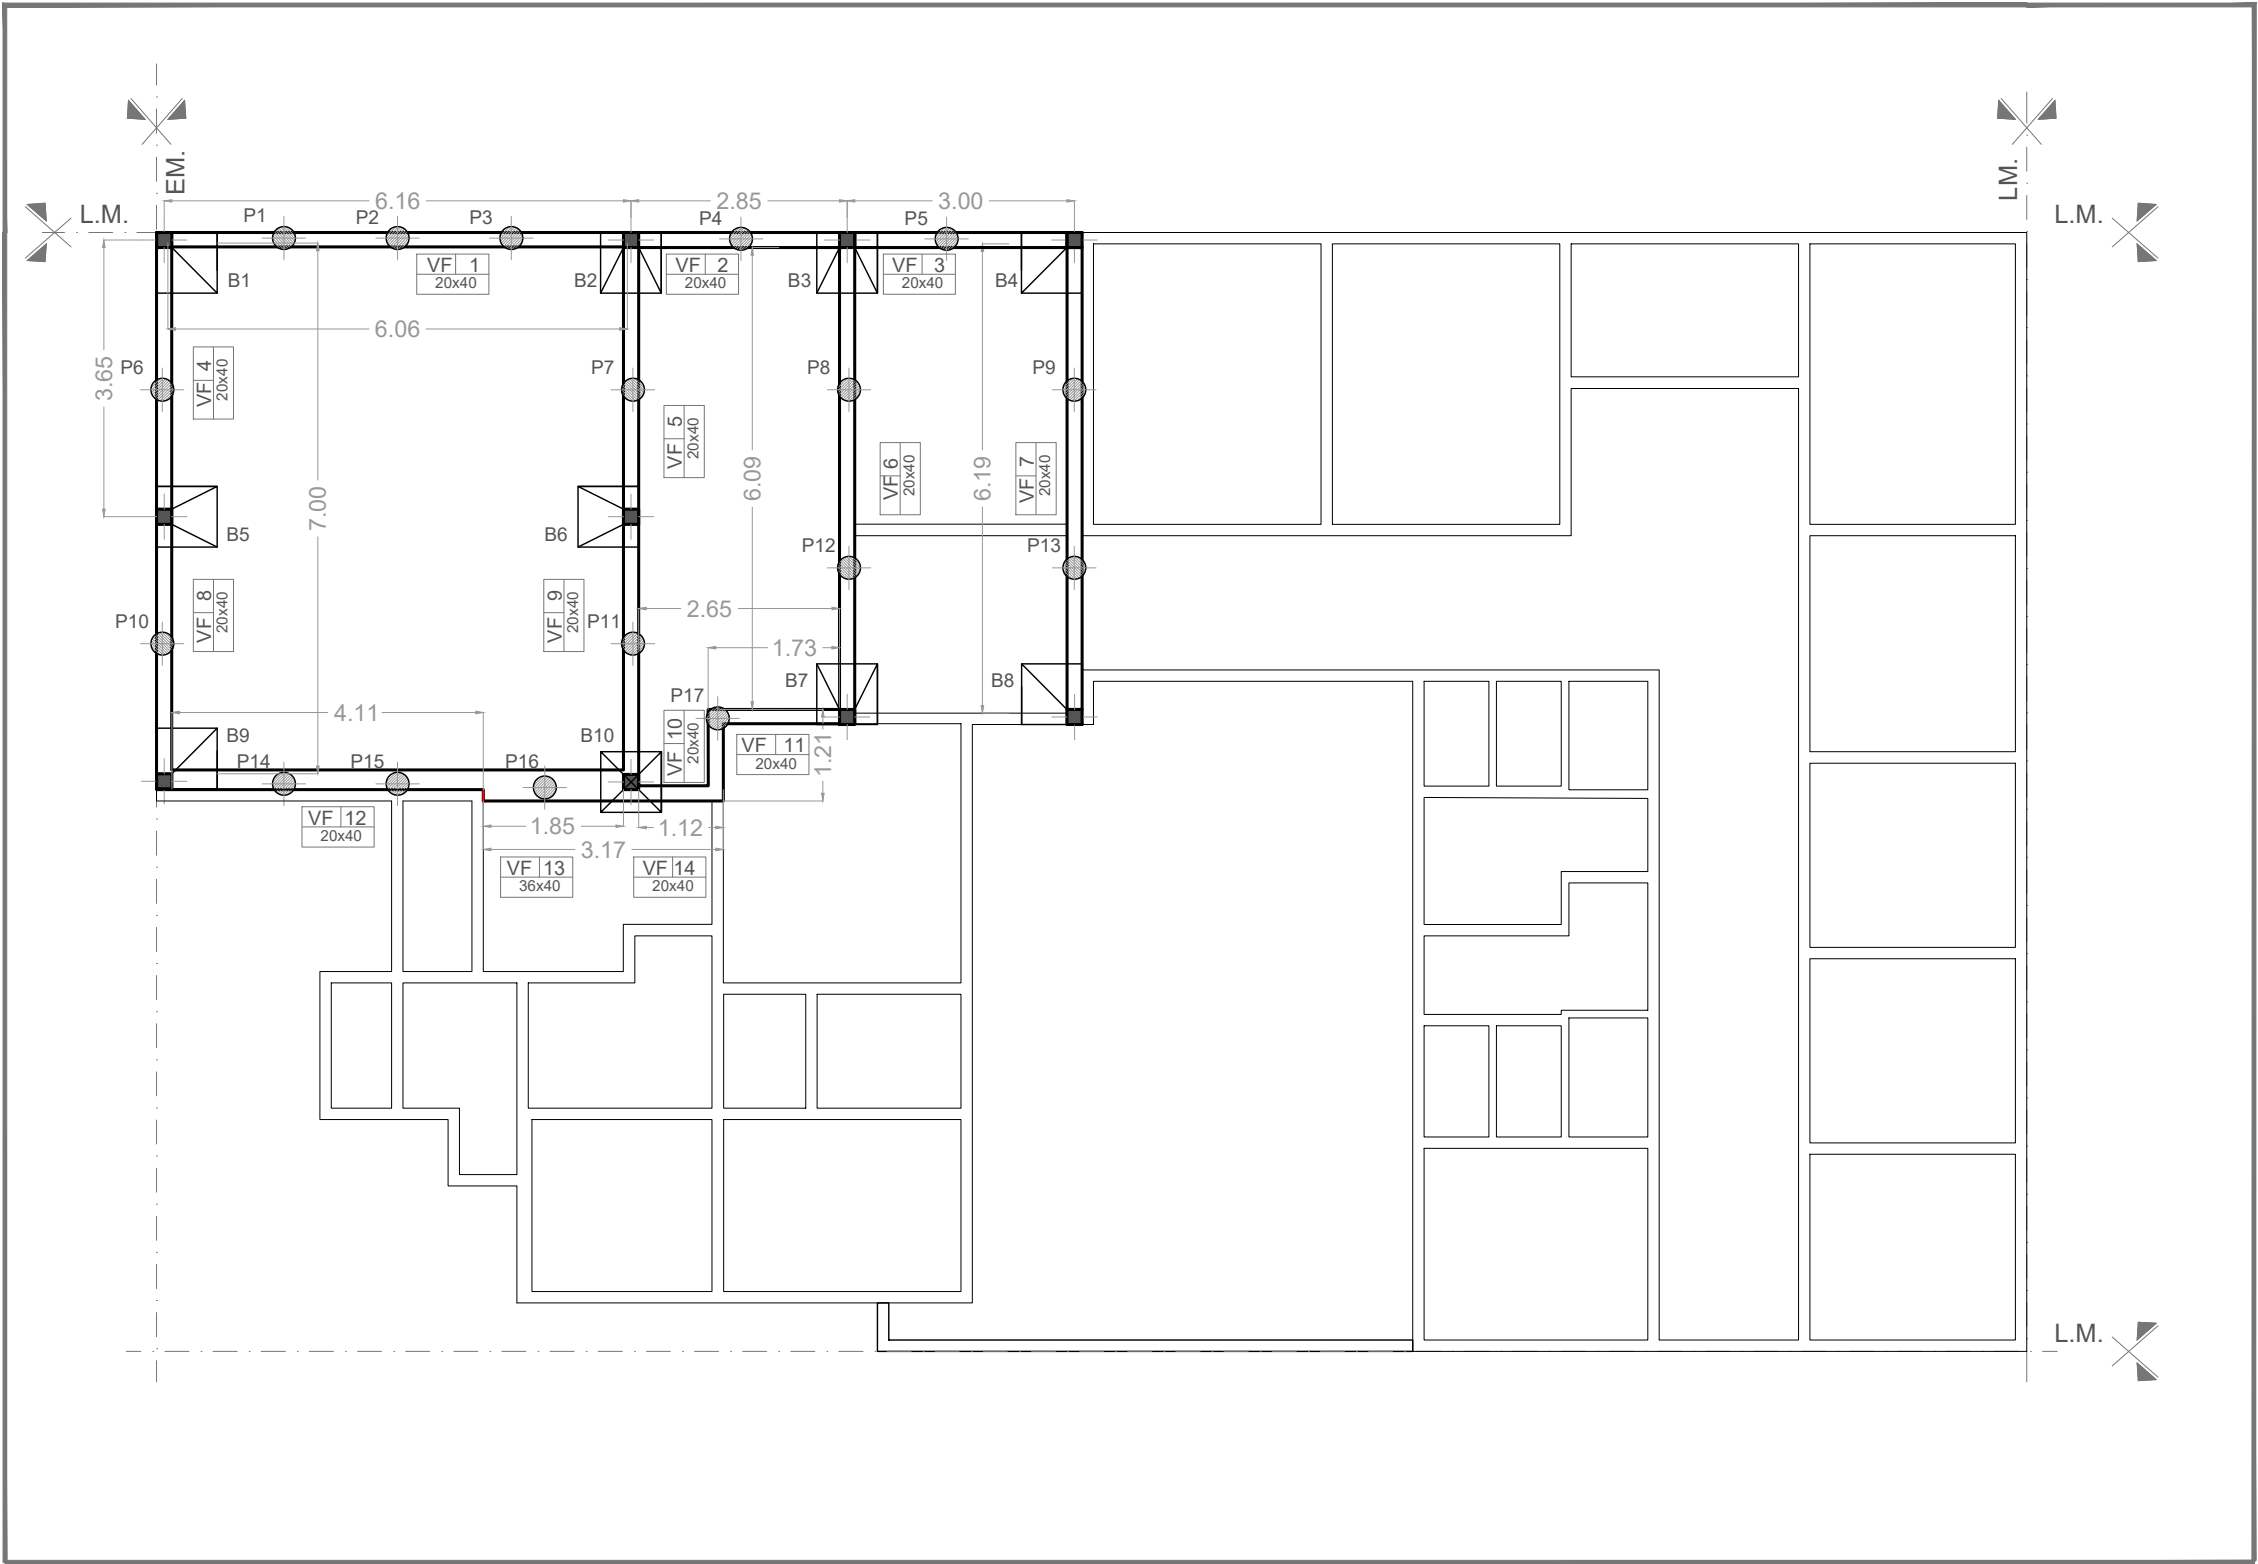 EM.
LM.
L.M.
L.M.
6.16
2.85
3.00
P1
P2
P3
P4
P5
B1
VF 1
20x40
B2
VF 2
20x40
B3
VF 3
20x40
B4
6.06
3.65
P6
VF 4
20x40
P7
P8
P9
VF 5
20x40
6.09
VF 6
20x40
6.19
VF 7
20x40
7.00
B5
B6
P12
P13
VF 8
20x40
VF 9
20x40
P10
P11
2.65
1.73
B7
B8
P17
4.11
B9
B10
VF 10
20x40
VF 11
20x40
1.21
P14
P15
P16
VF 12
20x40
1.85
1.12
3.17
VF 13
36x40
VF 14
20x40
L.M.